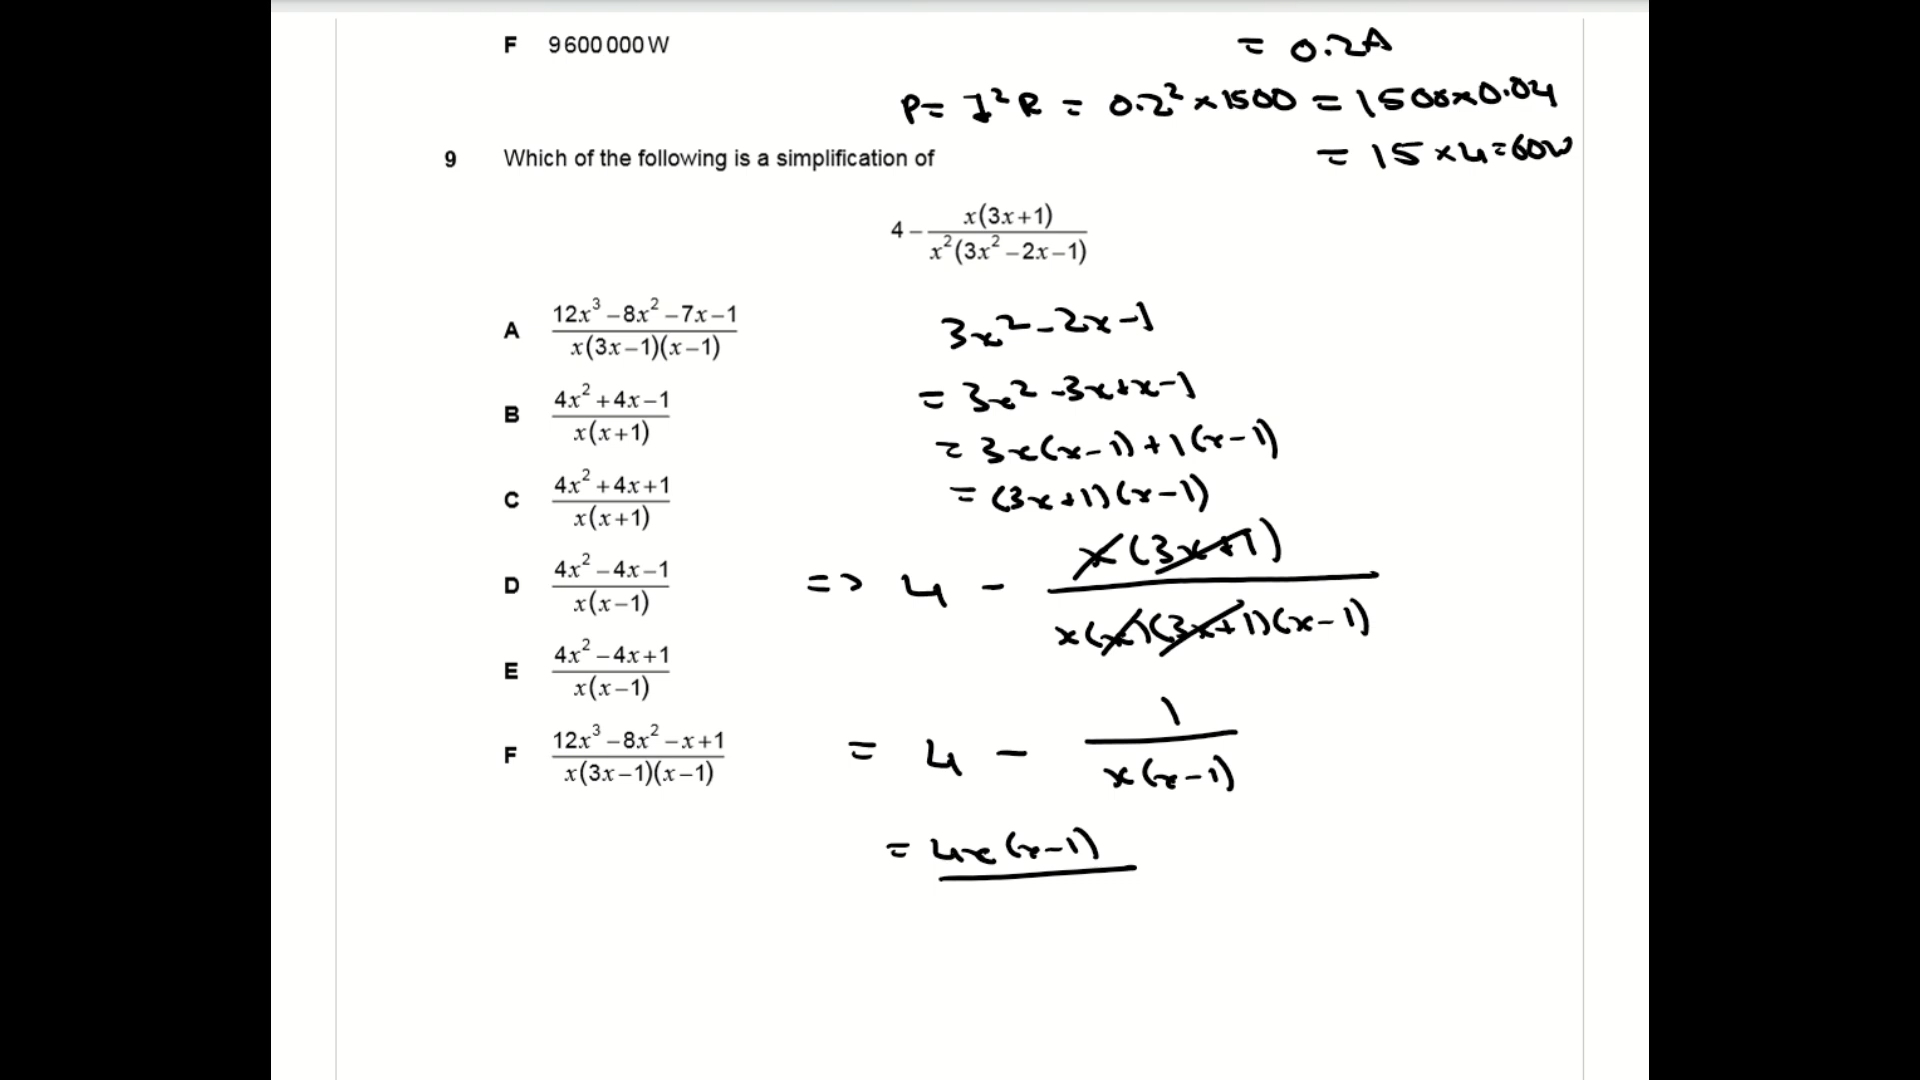 F 9600000W
= 0.2A
P= I²R = 0.2² × 1500 = 1500×0.04
= 15 × 4 = 60W
9 Which of the following is a simplification of
4 – x(3x+1) / x²(3x² – 2x – 1)
A 12x³ – 8x² – 7x – 1 / x(3x – 1)(x – 1)
B 4x² + 4x – 1 / x(x+1)
C 4x² + 4x + 1 / x(x+1)
D 4x² – 4x – 1 / x(x – 1)
E 4x² – 4x + 1 / x(x – 1)
F 12x³ – 8x² – x + 1 / x(3x – 1)(x – 1)
3x² - 2x - 1
= 3x² - 3x + x - 1
= 3x(x - 1) + 1(x - 1)
= (3x + 1)(x - 1)
=> 4 - x(3x+1) / x(x)(3x+1)(x - 1)
= 4 - 1 / x(x - 1)
= 4x(x - 1)